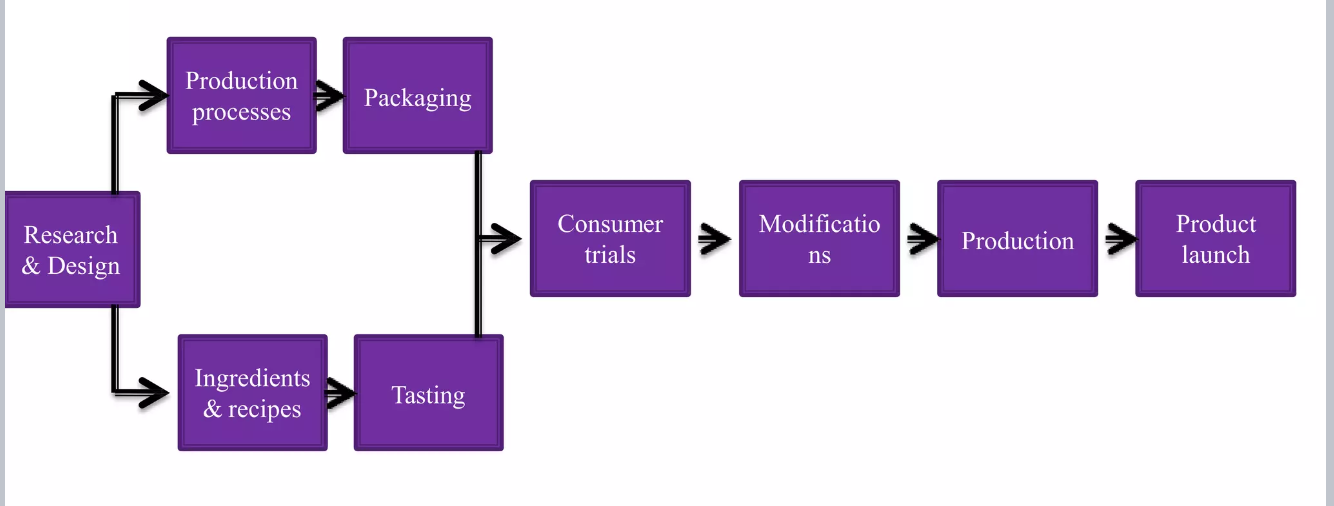 Production
processes
Packaging
Research
& Design
Consumer
trials
Modificatio
ns
Production
Product
launch
Ingredients
& recipes
Tasting